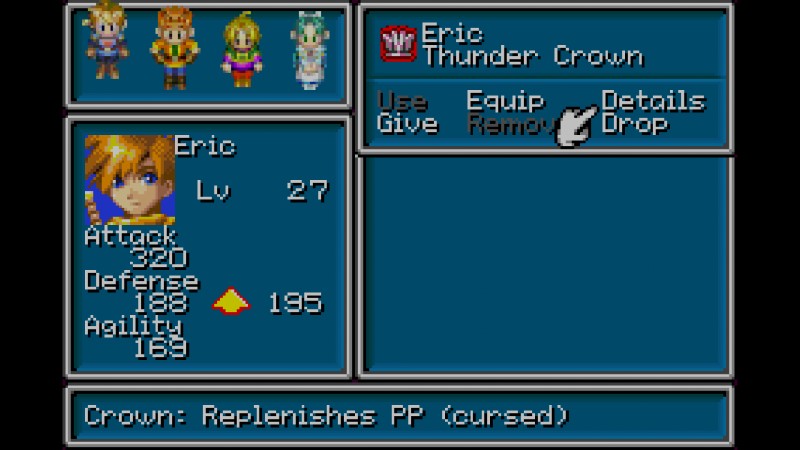 Eric
Thunder Crown
Use Equip Details
Give Remov Drop
Eric
Lv 27
Attack
320
Defense
188 195
Agility
169
Crown: Replenishes PP (cursed)